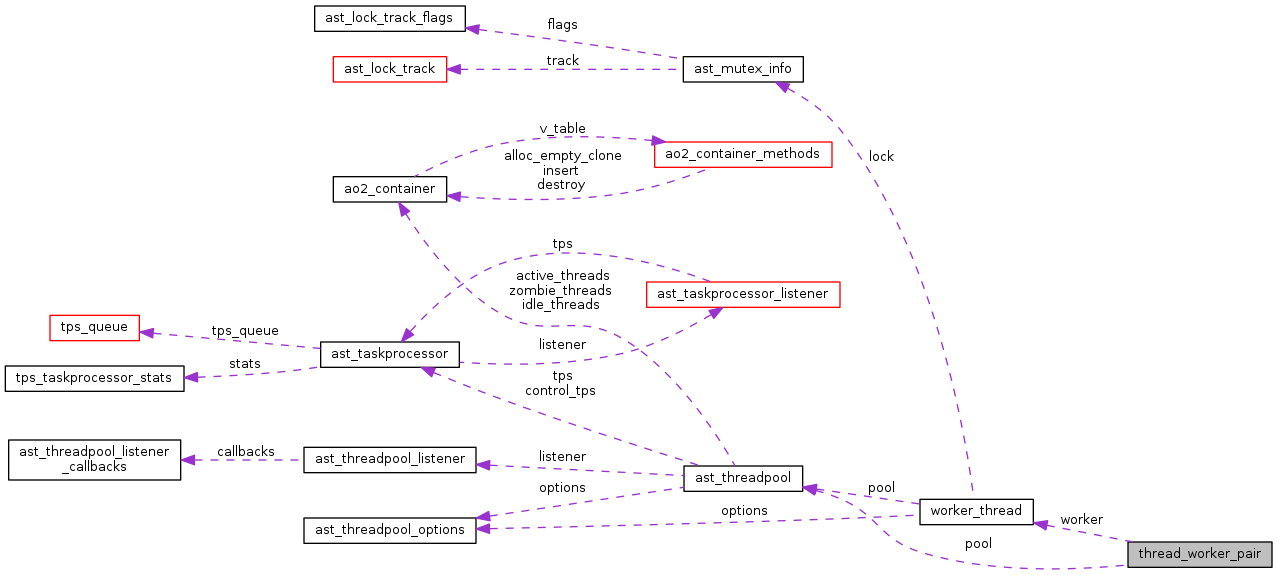 ast_lock_track_flags
flags
ast_lock_track
track
ast_mutex_info
v_table
ao2_container_methods
alloc_empty_clone
insert
destroy
ao2_container
lock
tps
active_threads
zombie_threads
idle_threads
ast_taskprocessor_listener
tps_queue
tps_queue
listener
ast_taskprocessor
stats
tps_taskprocessor_stats
tps
control_tps
ast_threadpool_listener
_callbacks
callbacks
ast_threadpool_listener
listener
ast_threadpool
options
pool
ast_threadpool_options
options
worker_thread
worker
pool
thread_worker_pair